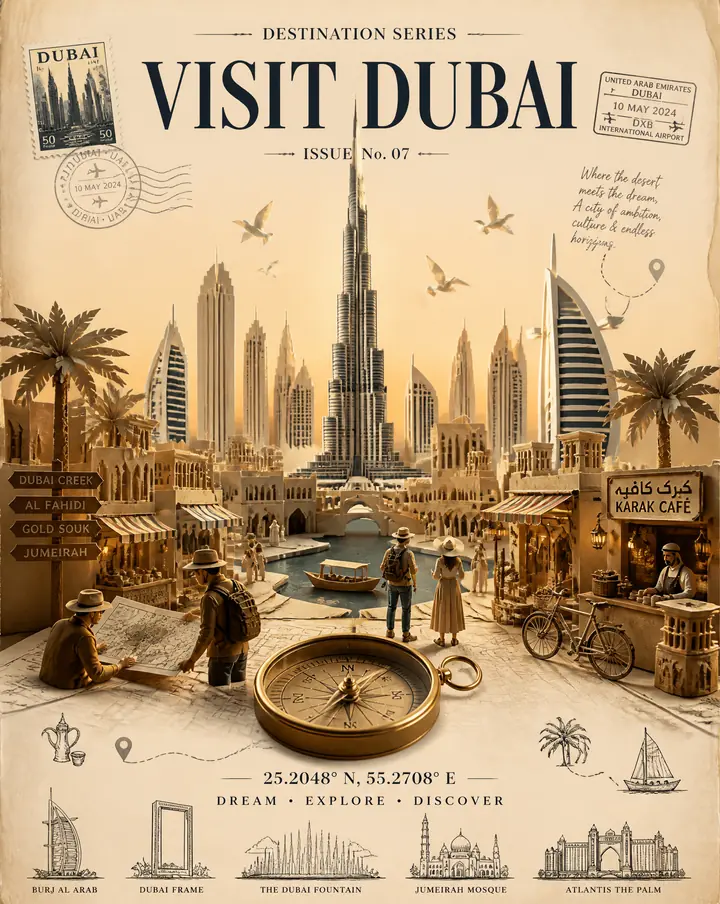 DESTINATION SERIES
VISIT DUBAI
ISSUE No. 07
DUBAI
50
50
10 MAY 2024
UNITED ARAB EMIRATES
DUBAI
10 MAY 2024
DXB
INTERNATIONAL AIRPORT
Where the desert
meets the dream,
A city of ambition,
culture & endless
DUBAI CREEK
AL FAHIDI
GOLD SOUK
JUMEIRAH
كرك كافيه
KARAK CAFÉ
N
25.2048° N, 55.2708° E
DREAM • EXPLORE • DISCOVER
BURJ AL ARAB
DUBAI FRAME
THE DUBAI FOUNTAIN
JUMEIRAH MOSQUE
ATLANTIS THE PALM